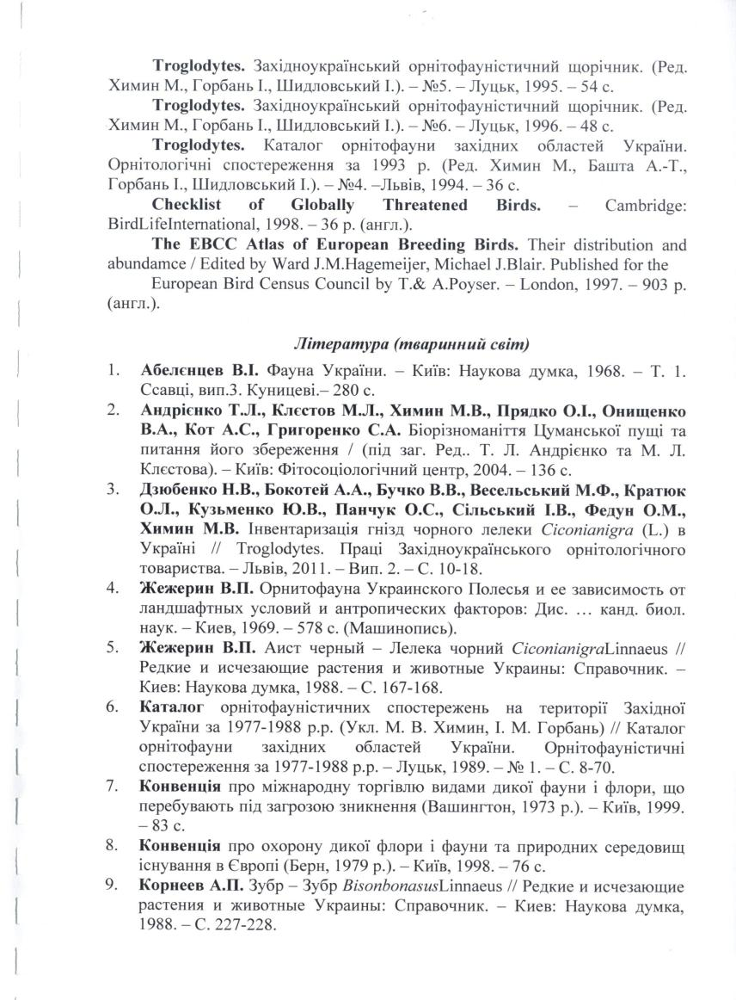 Troglodytes. Західноукраїнський орнітофауністичний щорічник. (Ред.
Химин М., Горбань І., Шидловський І.). – №5. – Луцьк, 1995. – 54 с.
Troglodytes. Західноукраїнський орнітофауністичний щорічник. (Ред.
Химин М., Горбань І., Шидловський І.). – №6. – Луцьк, 1996. – 48 с.
Troglodytes. Каталог орнітофауни західних областей України.
Орнітологічні спостереження за 1993 р. (Ред. Химин М., Башта А.-Т.,
Горбань І., Шидловський І.). – №4. –Львів, 1994. – 36 с.
Checklist of Globally Threatened Birds. – Cambridge:
BirdLifeInternational, 1998. – 36 p. (англ.).
The EBCC Atlas of European Breeding Birds. Their distribution and
abundamce / Edited by Ward J.M.Hagemeijer, Michael J.Blair. Published for the
European Bird Census Council by T.& A.Poyser. – London, 1997. – 903 p.
(англ.).
Література (тваринний світ)
1. Абелєнцев В.І. Фауна України. – Київ: Наукова думка, 1968. – Т. 1.
Ссавці, вип.3. Куницеві.– 280 с.
2. Андрієнко Т.Л., Клєстов М.Л., Химин М.В., Прядко О.І., Онищенко
В.А., Кот А.С., Григоренко С.А. Біорізноманіття Цуманської пущі та
питання його збереження / (під заг. Ред.. Т. Л. Андрієнко та М. Л.
Клєстова). – Київ: Фітосоціологічний центр, 2004. – 136 с.
3. Дзюбенко Н.В., Бокотей А.А., Бучко В.В., Весельський М.Ф., Кратюк
О.Л., Кузьменко Ю.В., Панчук О.С., Сільський І.В., Федун О.М.,
Химин М.В. Інвентаризація гнізд чорного лелеки Ciconianigra (L.) в
Україні // Troglodytes. Праці Західноукраїнського орнітологічного
товариства. – Львів, 2011. – Вип. 2. – С. 10-18.
4. Жежерин В.П. Орнитофауна Украинского Полесья и ее зависимость от
ландшафтных условий и антропических факторов: Дис. … канд. биол.
наук. – Киев, 1969. – 578 с. (Машинопись).
5. Жежерин В.П. Аист черный – Лелека чорний CiconianigraLinnaeus //
Редкие и исчезающие растения и животные Украины: Справочник. –
Киев: Наукова думка, 1988. – С. 167-168.
6. Каталог орнітофауністичних спостережень на території Західної
України за 1977-1988 р.р. (Укл. М. В. Химин, І. М. Горбань) // Каталог
орнітофауни західних областей України. Орнітофауністичні
спостереження за 1977-1988 р.р. – Луцьк, 1989. – № 1. – С. 8-70.
7. Конвенція про міжнародну торгівлю видами дикої фауни і флори, що
перебувають під загрозою зникнення (Вашингтон, 1973 р.). – Київ, 1999.
– 83 с.
8. Конвенція про охорону дикої флори і фауни та природних середовищ
існування в Європі (Берн, 1979 р.). – Київ, 1998. – 76 с.
9. Корнеев А.П. Зубр – Зубр BisonbonasusLinnaeus // Редкие и исчезающие
растения и животные Украины: Справочник. – Киев: Наукова думка,
1988. – С. 227-228.